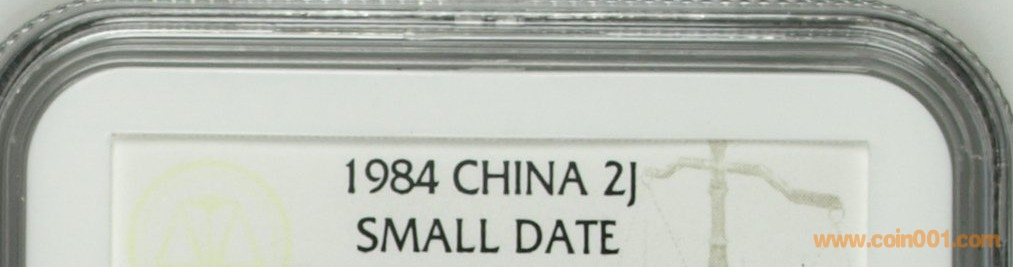 1984 CHINA 2J
SMALL DATE
www.coin001.com